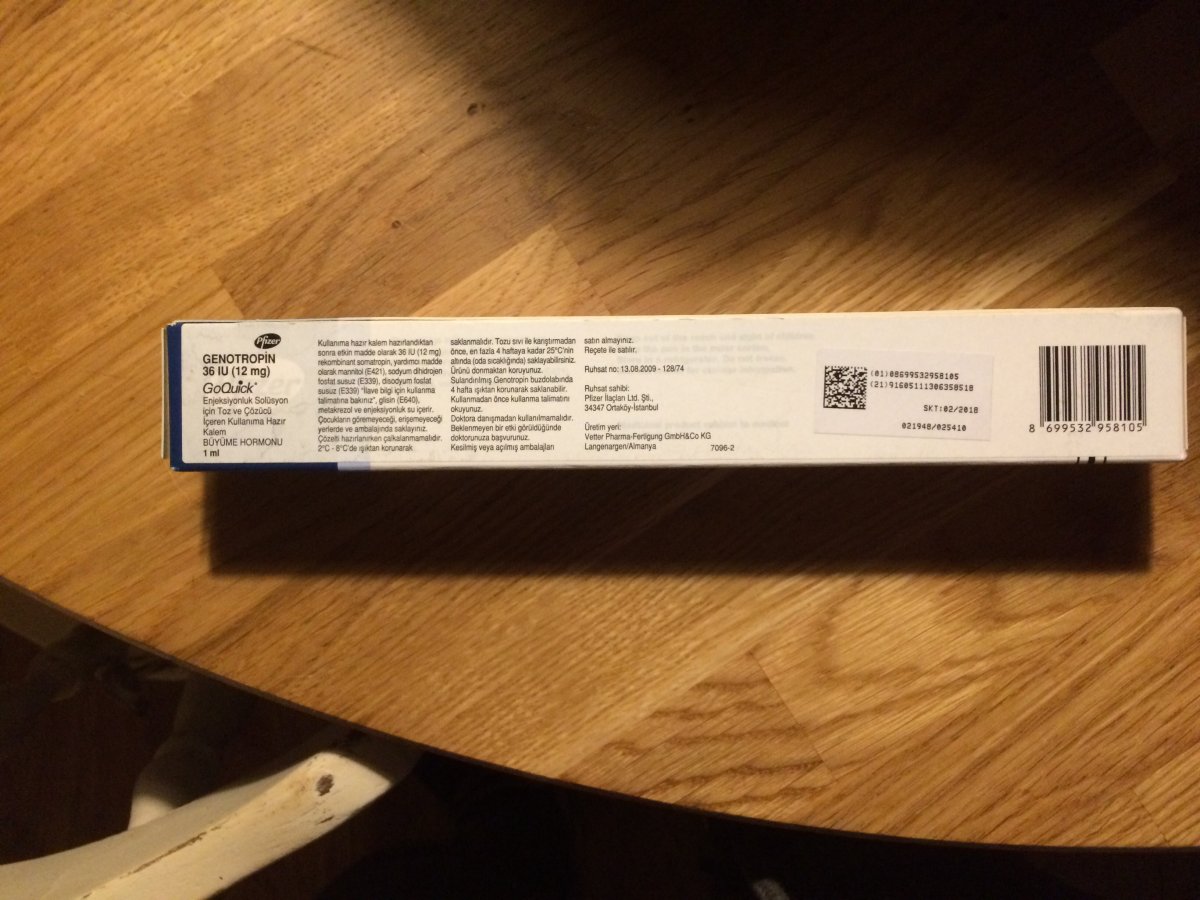 Pfizer
GENOTROPİN
36 IU (12 mg)
GoQuick*
Enjeksiyonluk Solüsyon
için Toz ve Çözücü
İçeren Kullanıma Hazır
Kalem
BÜYÜME HORMONU
1 ml
Kullanıma hazır kalem hazırlandıktan
sonra etkin madde olarak 36 IU (12 mg)
rekombinant somatropin, yardımcı madde
olarak mannitol (E421), sodyum dihidrojen
fosfat susuz (E339), disodyum fosfat
susuz (E339) "İlave bilgi için kullanma
talimatına bakınız", glisin (E640),
metakrezol ve enjeksiyonluk su içerir.
Çocukların göremeyeceği, erişemeyeceği
yerlerde ve ambalajında saklayınız.
Çözelti hazırlanırken çalkalanmamalıdır.
2°C - 8°C'de ışıktan korunarak
saklanmalıdır. Tozu sıvı ile karıştırmadan
önce, en fazla 4 haftaya kadar 25°C'nin
altında (oda sıcaklığında) saklayabilirsiniz.
Ürünü donmaktan koruyunuz.
Sulandırılmış Genotropin buzdolabında
4 hafta ışıktan korunarak saklanabilir.
Kullanmadan önce kullanma talimatını
okuyunuz.
Doktora danışmadan kullanılmamalıdır.
Beklenmeyen bir etki görüldüğünde
doktorunuza başvurunuz.
Kesilmiş veya açılmış ambalajları
satın almayınız.
Reçete ile satılır.
Ruhsat no: 13.08.2009 - 128/74
Ruhsat sahibi:
Pfizer İlaçları Ltd. Şti.,
34347 Ortaköy-İstanbul
Üretim yeri:
Vetter Pharma-Fertigung GmbH&Co KG
Langenargen/Almanya
7096-2
(01)08699532958105
(21)91605111306358518
SKT:02/2018
021948/025410
8 699532 958105